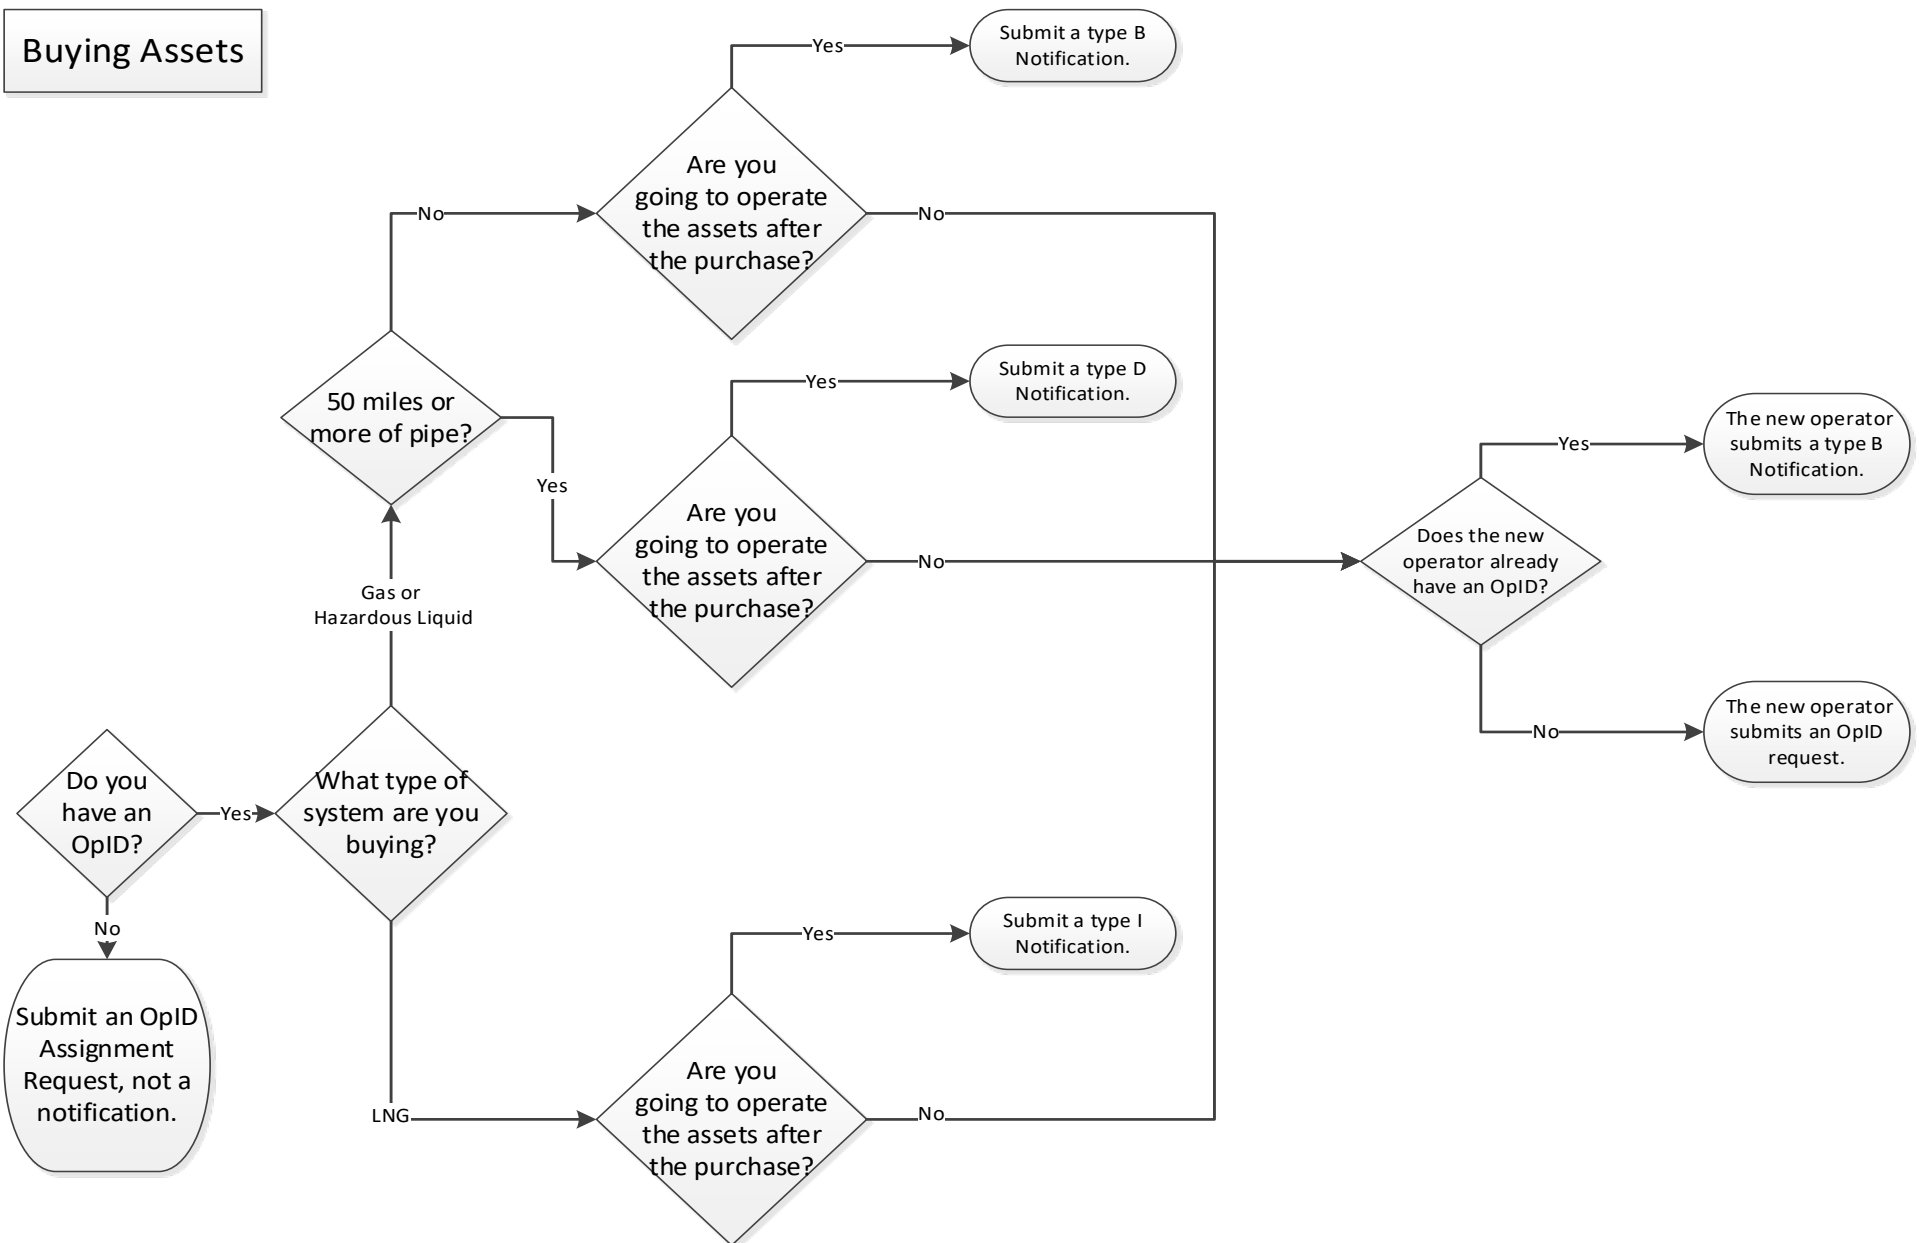 Buying Assets
Yes
Submit a type B
Notification.
Are you
going to operate
the assets after
the purchase?
No
No
50 miles or
more of pipe?
Yes
Yes
Submit a type D
Notification.
Are you
going to operate
the assets after
the purchase?
No
Gas or
Hazardous Liquid
Do you
have an
OpID?
Yes
What type of
system are you
buying?
No
Submit an OpID
Assignment
Request, not a
notification.
LNG
Yes
Submit a type I
Notification.
Are you
going to operate
the assets after
the purchase?
No
Does the new
operator already
have an OpID?
Yes
The new operator
submits a type B
Notification.
No
The new operator
submits an OpID
request.